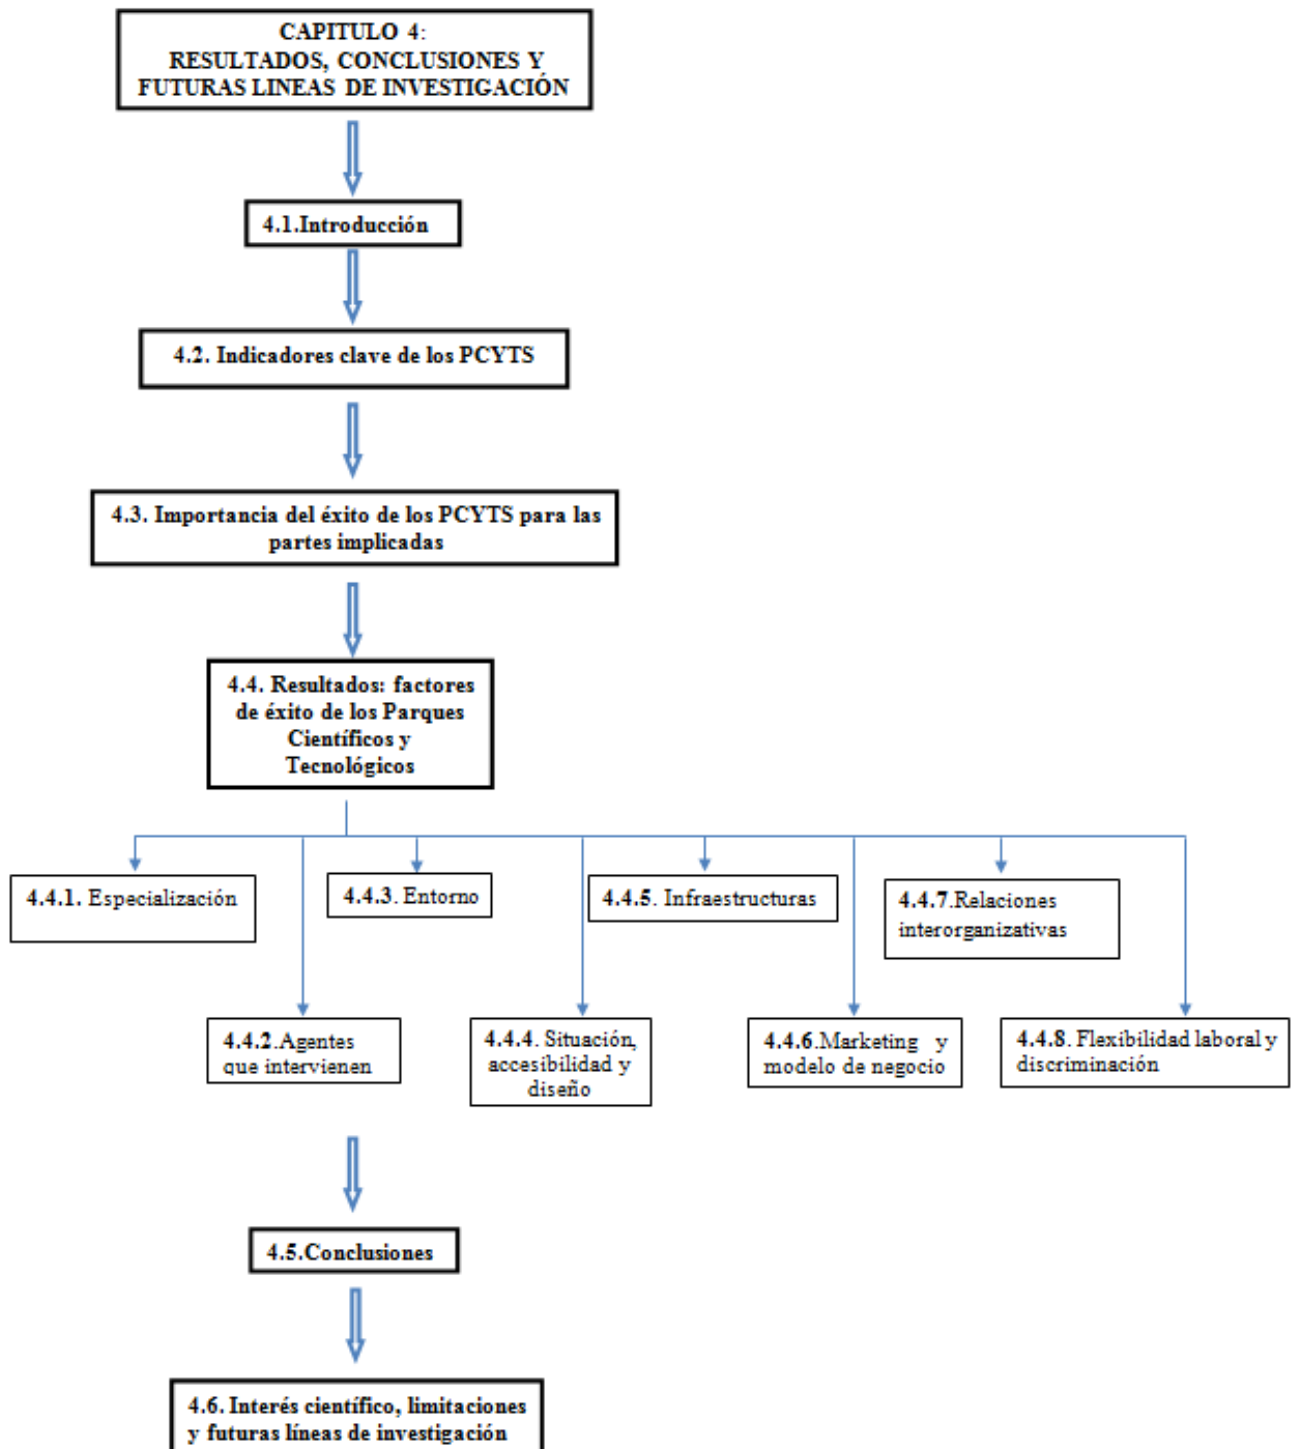 CAPITULO 4:
RESULTADOS, CONCLUSIONES Y
FUTURAS LINEAS DE INVESTIGACIÓN
4.1.Introducción
4.2. Indicadores clave de los PCYTS
4.3. Importancia del éxito de los PCYTS para las
partes implicadas
4.4. Resultados: factores
de éxito de los Parques
Científicos y
Tecnológicos
4.4.1. Especialización
4.4.2.Agentes
que intervienen
4.4.3. Entorno
4.4.4. Situación,
accesibilidad y
diseño
4.4.5. Infraestructuras
4.4.6.Marketing y
modelo de negocio
4.4.7.Relaciones
interorganizativas
4.4.8. Flexibilidad laboral y
discriminación
4.5.Conclusiones
4.6. Interés científico, limitaciones
y futuras líneas de investigación